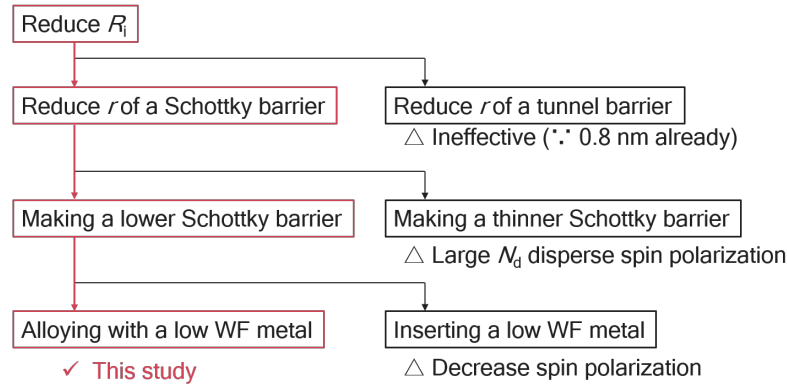 Reduce Ri
Reduce r of a Schottky barrier
Reduce r of a tunnel barrier
△ Ineffective (∵ 0.8 nm already)
Making a lower Schottky barrier
Making a thinner Schottky barrier
△ Large Nd disperse spin polarization
Alloying with a low WF metal
Inserting a low WF metal
✓ This study
△ Decrease spin polarization